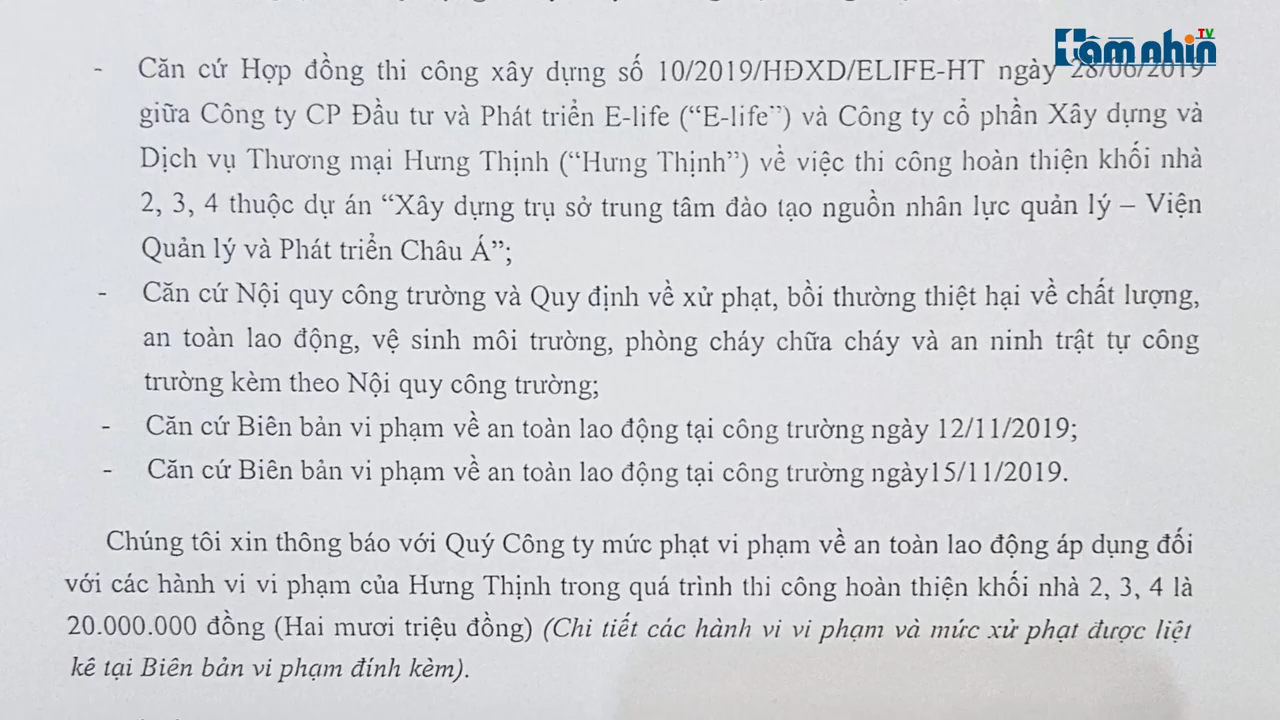 tâm nhìn TV
- Căn cứ Hợp đồng thi công xây dựng số 10/2019/HĐXD/ELIFE-HT ngày 28/06/2019
giữa Công ty CP Đầu tư và Phát triển E-life (“E-life”) và Công ty cổ phần Xây dựng và
Dịch vụ Thương mại Hưng Thịnh (“Hưng Thịnh”) về việc thi công hoàn thiện khối nhà
2, 3, 4 thuộc dự án “Xây dựng trụ sở trung tâm đào tạo nguồn nhân lực quản lý – Viện
Quản lý và Phát triển Châu Á”;
- Căn cứ Nội quy công trường và Quy định về xử phạt, bồi thường thiệt hại về chất lượng,
an toàn lao động, vệ sinh môi trường, phòng cháy chữa cháy và an ninh trật tự công
trường kèm theo Nội quy công trường;
- Căn cứ Biên bản vi phạm về an toàn lao động tại công trường ngày 12/11/2019;
- Căn cứ Biên bản vi phạm về an toàn lao động tại công trường ngày15/11/2019.
Chúng tôi xin thông báo với Quý Công ty mức phạt vi phạm về an toàn lao động áp dụng đối
với các hành vi vi phạm của Hưng Thịnh trong quá trình thi công hoàn thiện khối nhà 2, 3, 4 là
20.000.000 đồng (Hai mươi triệu đồng) (Chi tiết các hành vi vi phạm và mức xử phạt được liệt
kê tại Biên bản vi phạm đính kèm).